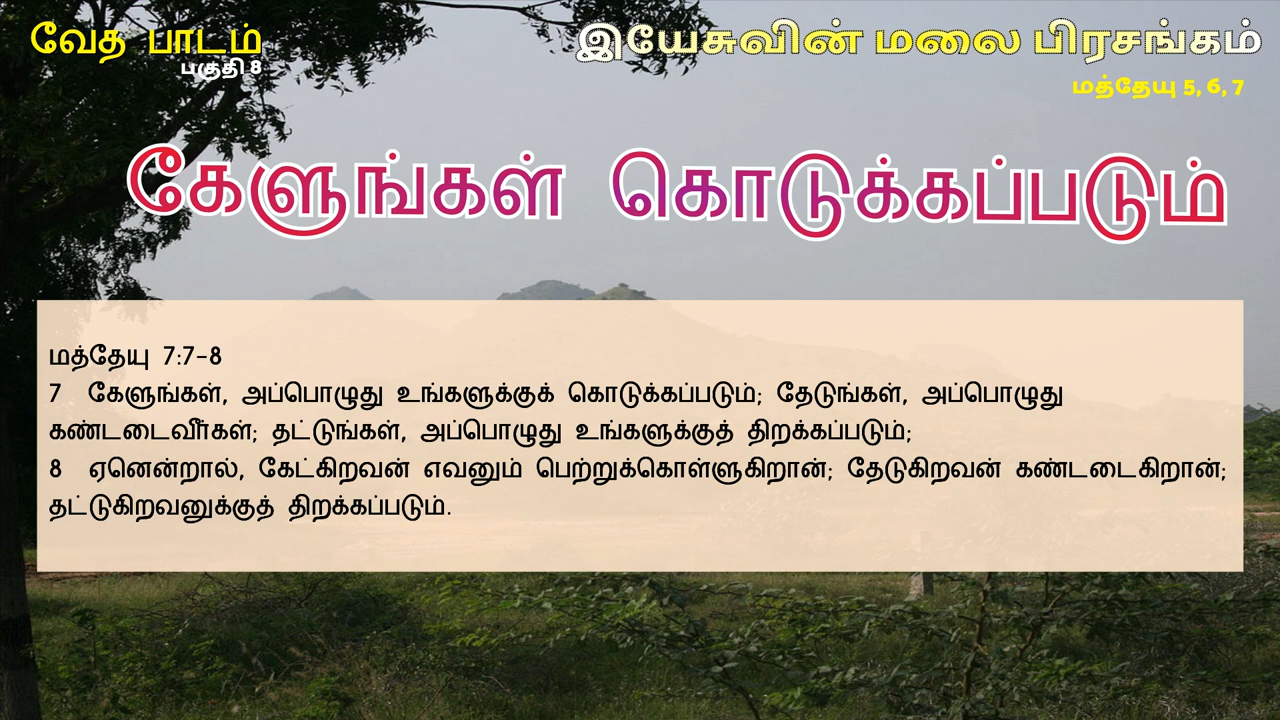 வேத பாடம்
பகுதி 8
இயேசுவின் மலை பிரசங்கம்
மத்தேயு 5, 6, 7
கேளுங்கள் கொடுக்கப்படும்
மத்தேயு 7:7-8
7 கேளுங்கள், அப்பொழுது உங்களுக்குக் கொடுக்கப்படும்; தேடுங்கள், அப்பொழுது
கண்டடைவீர்கள்; தட்டுங்கள், அப்பொழுது உங்களுக்குத் திறக்கப்படும்;
8 ஏனென்றால், கேட்கிறவன் எவனும் பெற்றுக்கொள்ளுகிறான்; தேடுகிறவன் கண்டடைகிறான்;
தட்டுகிறவனுக்குத் திறக்கப்படும்.